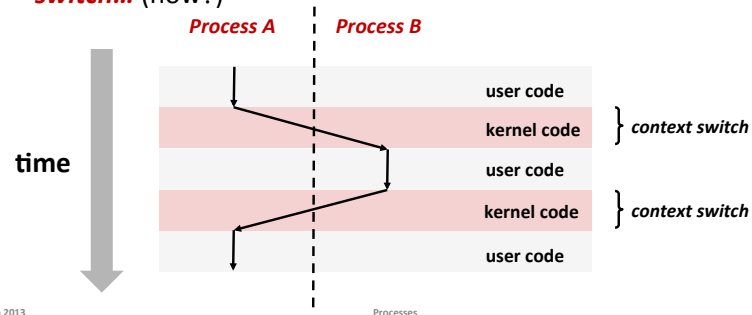 (how?)
Process A
Process B
user code
kernel code
context switch
time
user code
kernel code
context switch
user code
2013
Processes